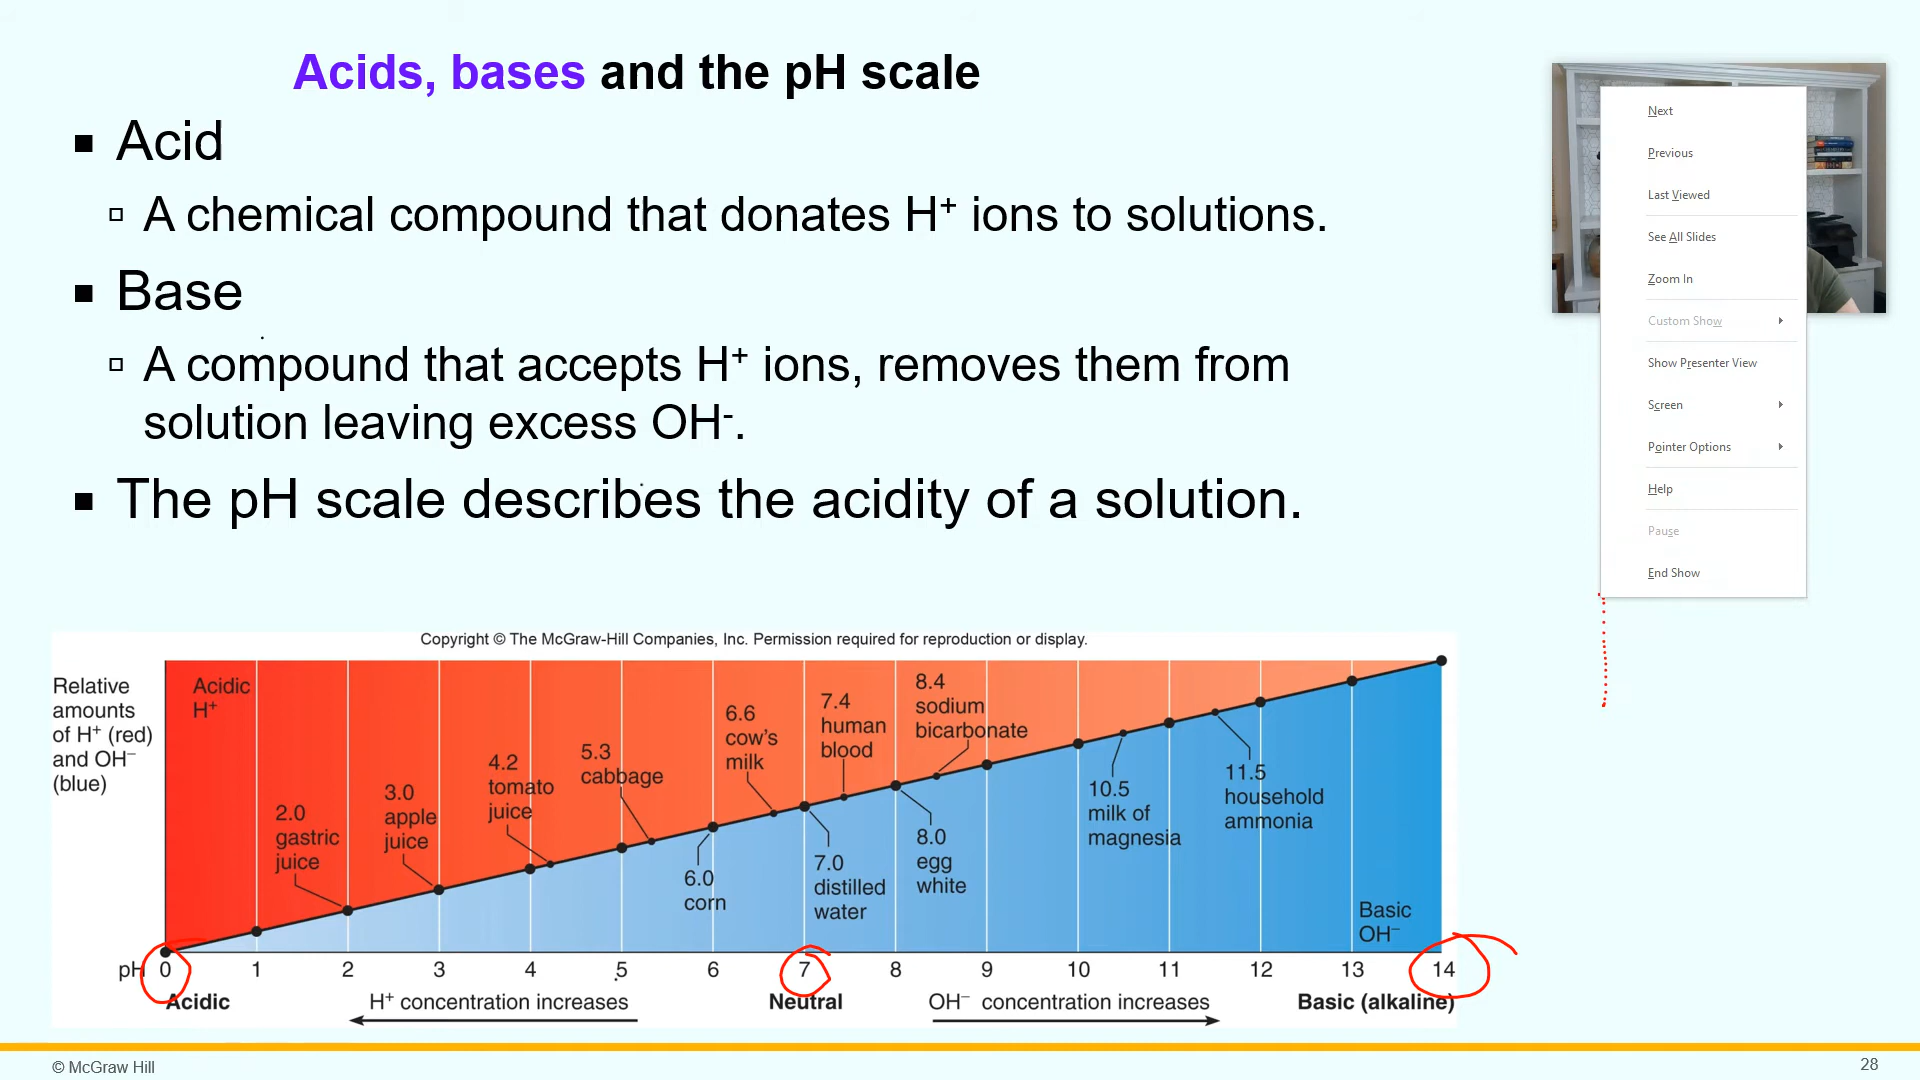 Acids, bases and the pH scale
Acid
A chemical compound that donates H⁺ ions to solutions.
Base
A compound that accepts H⁺ ions, removes them from
solution leaving excess OH⁻.
The pH scale describes the acidity of a solution.
Next
Previous
Last Viewed
See All Slides
Zoom In
Custom Show
Show Presenter View
Screen
Pointer Options
Help
Pause
End Show
Copyright © The McGraw-Hill Companies, Inc. Permission required for reproduction or display.
Relative
amounts
of H⁺ (red)
and OH⁻
(blue)
Acidic
H⁺
2.0
gastric
juice
3.0
apple
juice
4.2
tomato
juice
5.3
cabbage
6.0
corn
6.6
cow's
milk
7.0
distilled
water
7.4
human
blood
8.0
egg
white
8.4
sodium
bicarbonate
10.5
milk of
magnesia
11.5
household
ammonia
Basic
OH⁻
pH 0 1 2 3 4 5 6 7 8 9 10 11 12 13 14
Acidic H⁺ concentration increases Neutral OH⁻ concentration increases Basic (alkaline)
© McGraw Hill
28